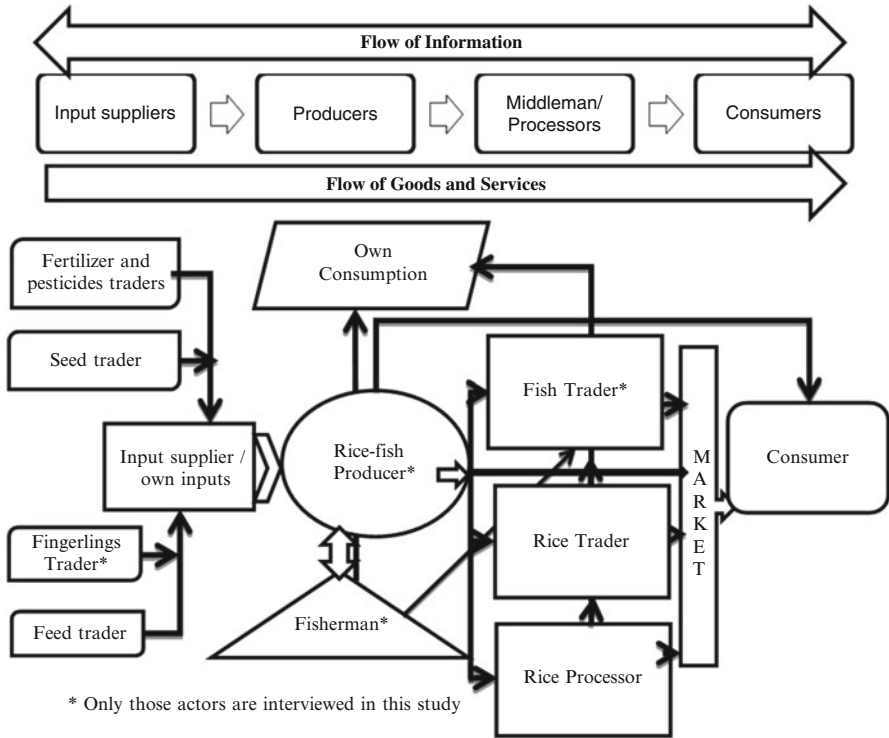 Flow of Information
Input suppliers
Producers
Middleman/
Processors
Consumers
Flow of Goods and Services
Own
Consumption
Fertilizer and
pesticides traders
Seed trader
Fish Trader*
Input supplier /
own inputs
Rice-fish
Producer*
MARKET
Consumer
Fingerlings
Trader*
Rice Trader
Feed trader
Fisherman*
Rice Processor
* Only those actors are interviewed in this study